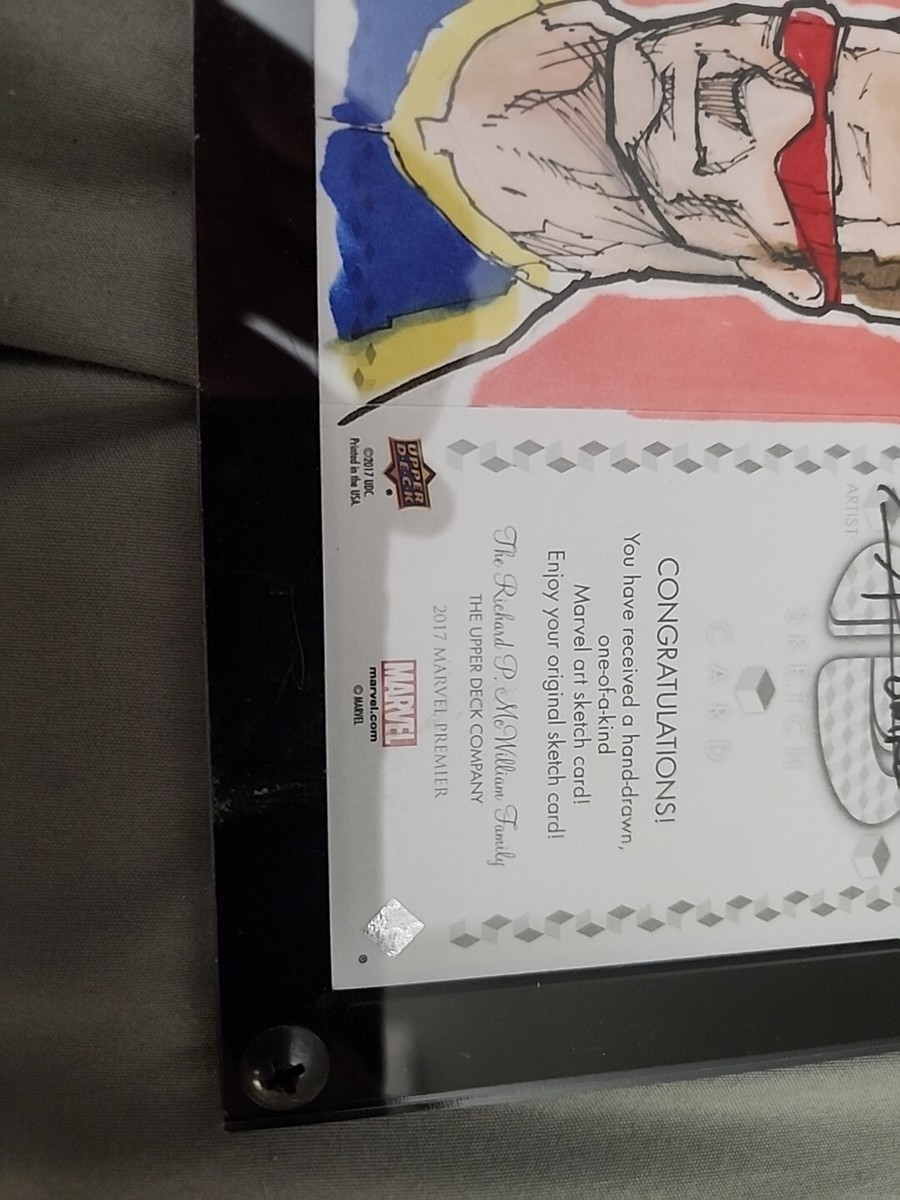 ARTIST
SKETCH
CARD
CONGRATULATIONS!
You have received a hand-drawn,
one-of-a-kind
Marvel art sketch card!
Enjoy your original sketch card!
The Richard P. McWilliam Family
THE UPPER DECK COMPANY
2017 MARVEL PREMIER
UPPER
DECK
©2017 UDC.
Printed in the USA.
MARVEL
marvel.com
© MARVEL
®